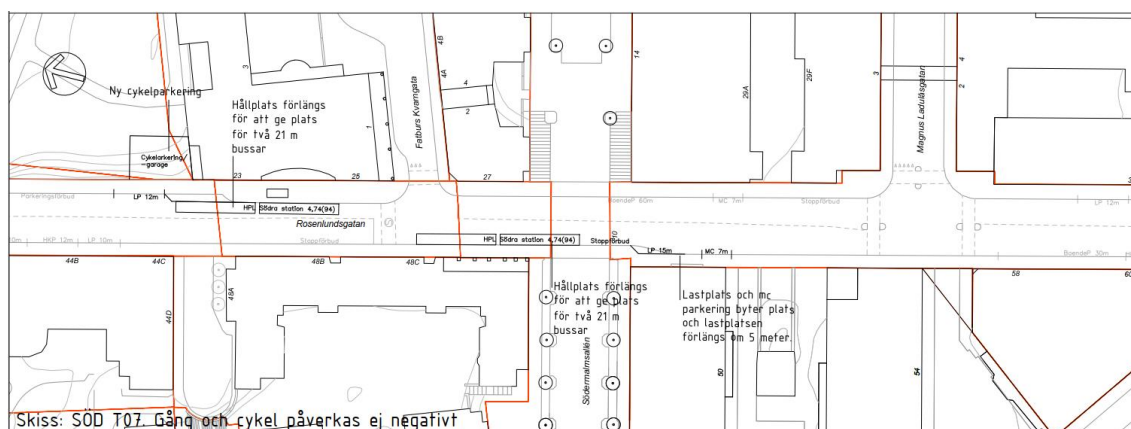 Ny cykelparkering
Hållplats förlängs
för att ge plats
för två 21 m
bussar
Cykelarkering/
-garage
3
1
Fatburs Kvarngata
4B
4A
4
2
14
29A
29F
3
4
2
Magnus Ladulåsgatan
23
25
27
Parkeringsförbud
LP 12m
HPL Södra station 4,74(94)
Rosenlundsgatan
BoendeP 60m
MC 7m
Stoppförbud
LP 12m
HKP 12m
LP 10m
Stoppförbud
HPL Södra station 4,74(94)
Stoppförbud
10
LP 15m
MC 7m
BoendeP 30m
44B
44C
48B
48C
58
60
48A
44D
Hållplats förlängs
för att ge plats
för två 21 m
bussar
Lastplats och mc
parkering byter plats
och lastplatsen
förlängs om 5 meter.
Södermalmsallén
50
54
Skiss: SÖD T07. Gång och cykel påverkas ej negativt